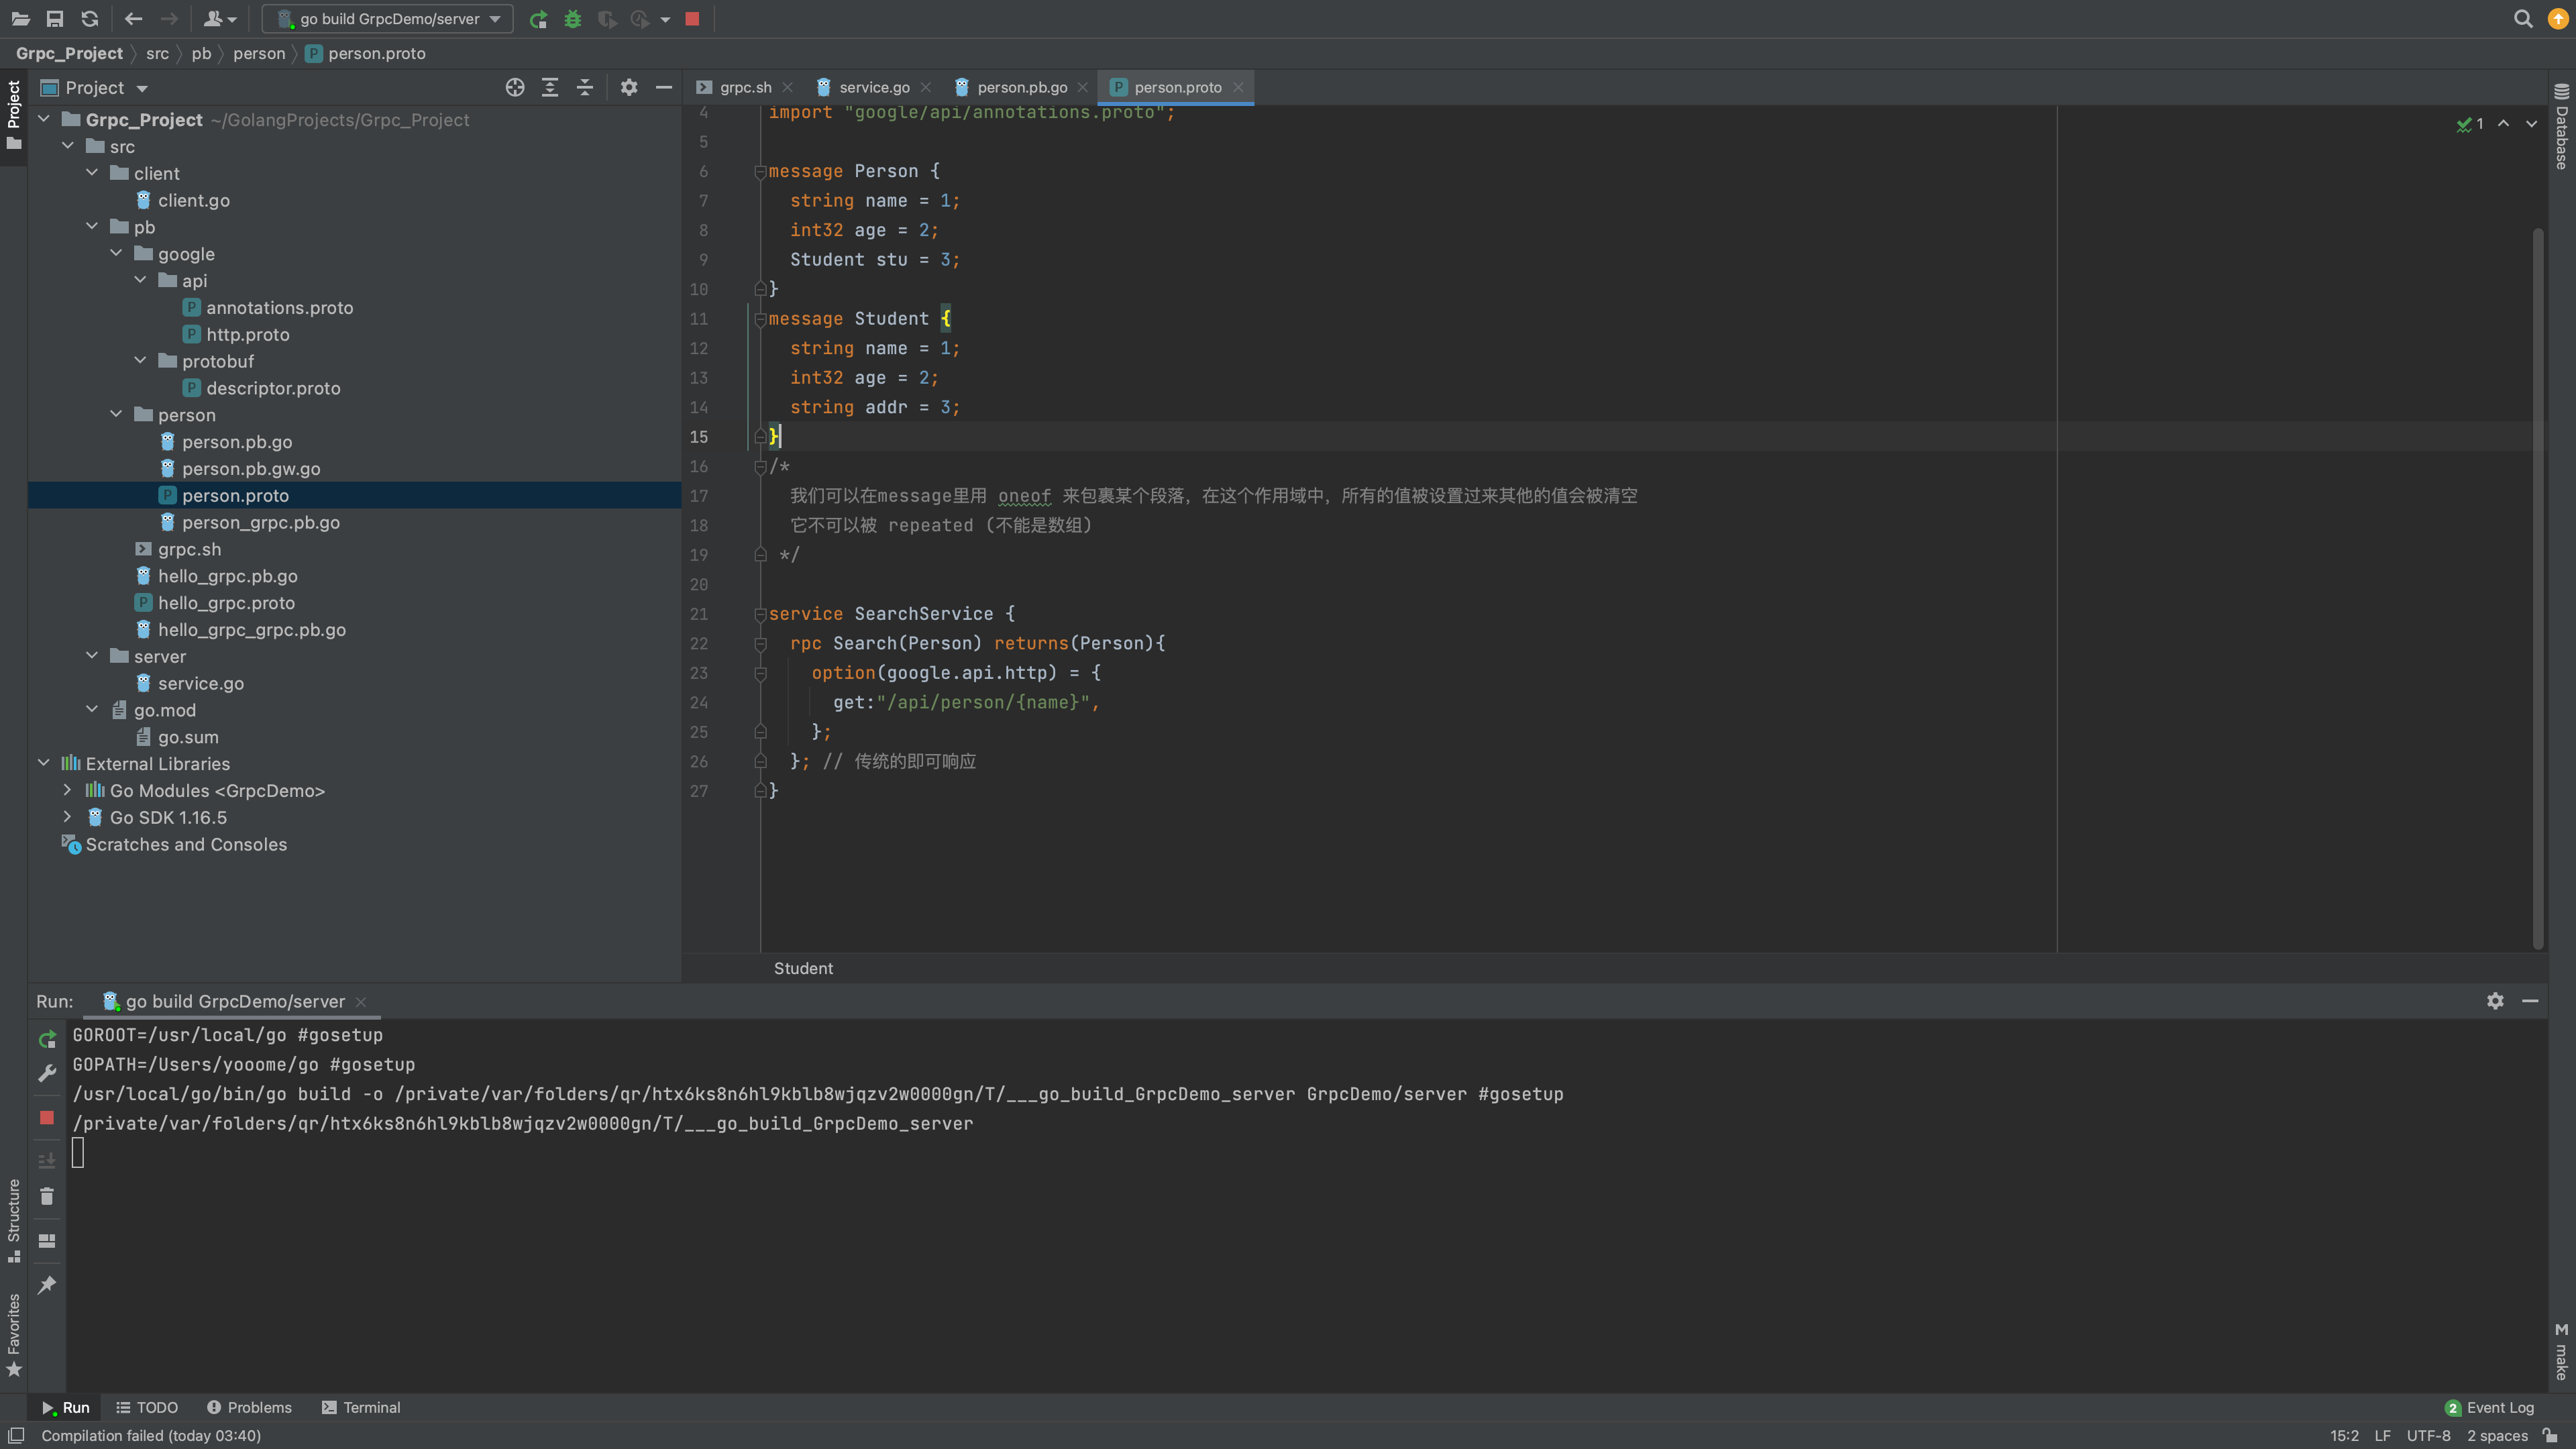 go build GrpcDemo/server
Grpc_Project
src
pb
person
person.proto
Project
Project
grpc.sh
service.go
person.pb.go
person.proto
Database
Grpc_Project ~/GolangProjects/Grpc_Project
src
client
client.go
pb
google
api
annotations.proto
http.proto
protobuf
descriptor.proto
person
person.pb.go
person.pb.gw.go
person.proto
person_grpc.pb.go
grpc.sh
hello_grpc.pb.go
hello_grpc.proto
hello_grpc_grpc.pb.go
server
service.go
go.mod
go.sum
External Libraries
Go Modules <GrpcDemo>
Go SDK 1.16.5
Scratches and Consoles
1
4 import "google/api/annotations.proto";
5
6 message Person {
7 string name = 1;
8 int32 age = 2;
9 Student stu = 3;
10 }
11 message Student {
12 string name = 1;
13 int32 age = 2;
14 string addr = 3;
15 }
16 /*
17 我们可以在message里用 oneof 来包裹某个段落，在这个作用域中，所有的值被设置过来其他的值会被清空
18 它不可以被 repeated (不能是数组)
19 */
20
21 service SearchService {
22 rpc Search(Person) returns(Person){
23 option(google.api.http) = {
24 get:"/api/person/{name}",
25 };
26 }; // 传统的即可响应
27 }
Student
Run:
go build GrpcDemo/server
GOROOT=/usr/local/go #gosetup
GOPATH=/Users/yooome/go #gosetup
/usr/local/go/bin/go build -o /private/var/folders/qr/htx6ks8n6hl9kblb8wjqzv2w0000gn/T/___go_build_GrpcDemo_server GrpcDemo/server #gosetup
/private/var/folders/qr/htx6ks8n6hl9kblb8wjqzv2w0000gn/T/___go_build_GrpcDemo_server
Structure
Favorites
make
Run
TODO
Problems
Terminal
2 Event Log
Compilation failed (today 03:40)
15:2
LF
UTF-8
2 spaces